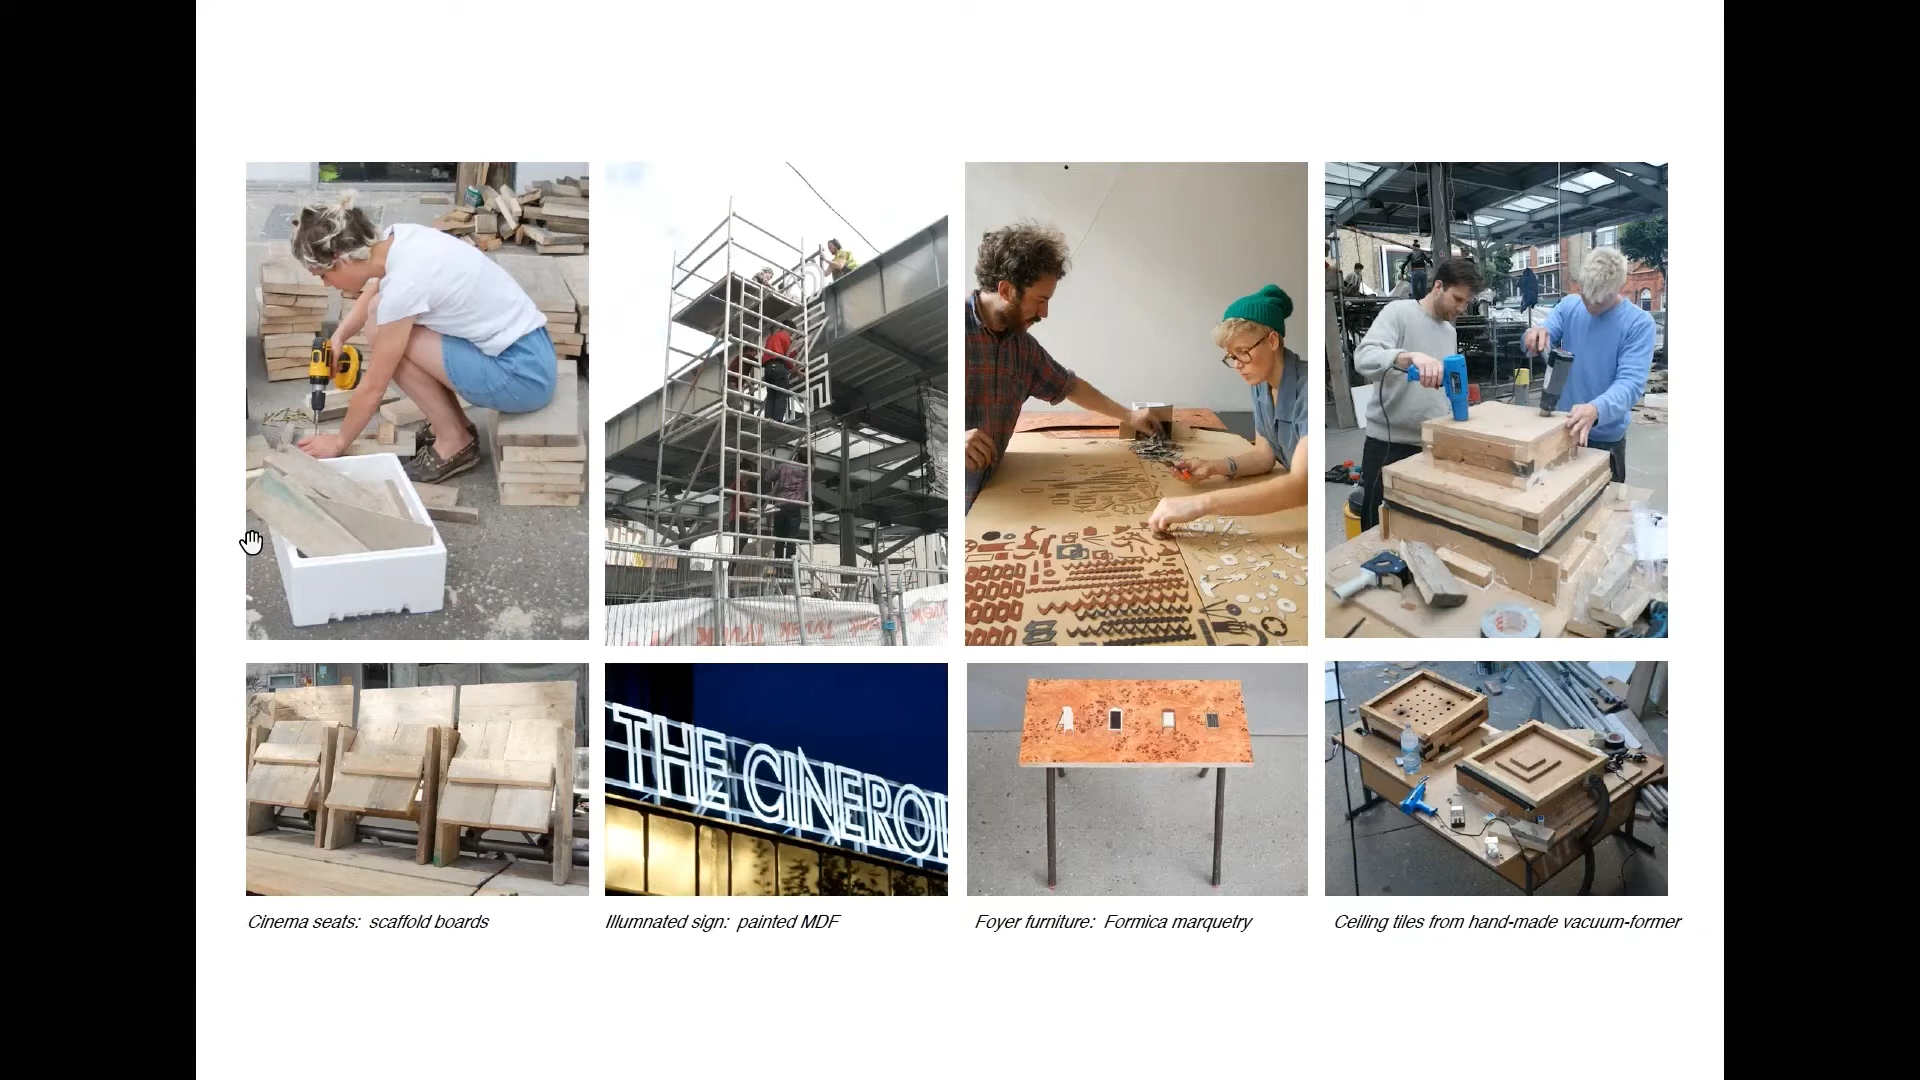 THE CINERO
Cinema seats: scaffold boards
Illumnated sign: painted MDF
Foyer furniture: Formica marquetry
Ceiling tiles from hand-made vacuum-former